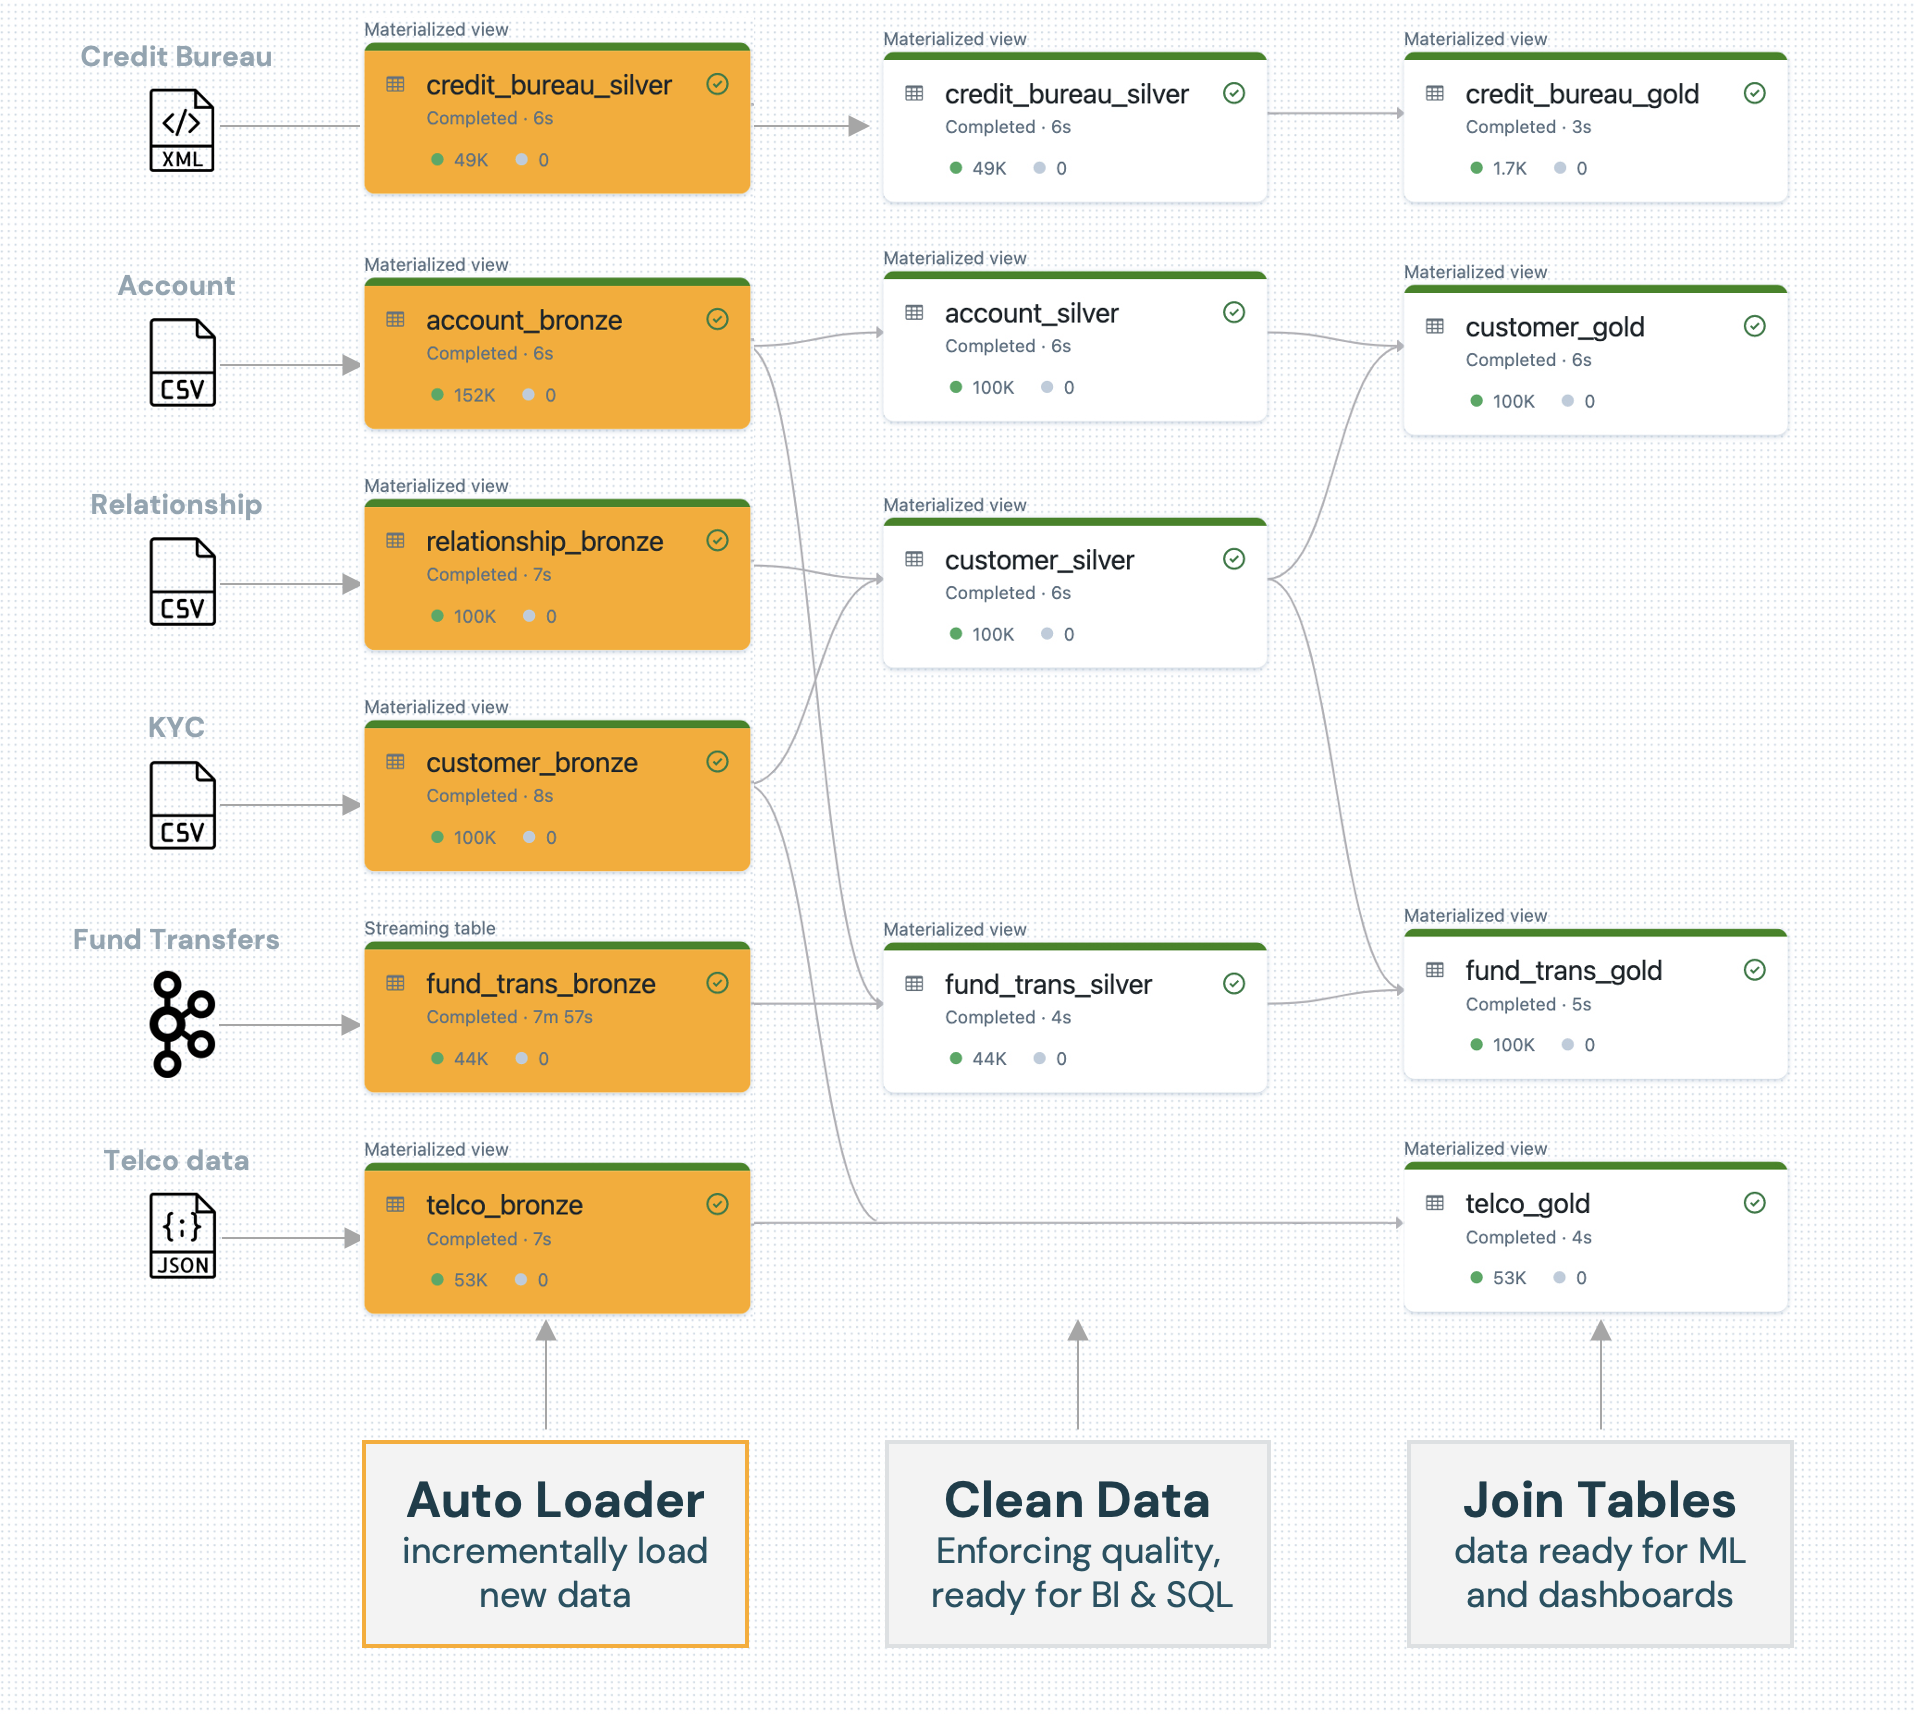 Credit Bureau
XML
Materialized view
credit_bureau_silver
Completed · 6s
49K 0
Materialized view
credit_bureau_silver
Completed · 6s
49K 0
Materialized view
credit_bureau_gold
Completed · 3s
1.7K 0
Account
CSV
Materialized view
account_bronze
Completed · 6s
152K 0
Materialized view
account_silver
Completed · 6s
100K 0
Materialized view
customer_gold
Completed · 6s
100K 0
Relationship
CSV
Materialized view
relationship_bronze
Completed · 7s
100K 0
Materialized view
customer_silver
Completed · 6s
100K 0
KYC
CSV
Materialized view
customer_bronze
Completed · 8s
100K 0
Fund Transfers
Streaming table
fund_trans_bronze
Completed · 7m 57s
44K 0
Materialized view
fund_trans_silver
Completed · 4s
44K 0
Materialized view
fund_trans_gold
Completed · 5s
100K 0
Telco data
{;}
JSON
Materialized view
telco_bronze
Completed · 7s
53K 0
Materialized view
telco_gold
Completed · 4s
53K 0
Auto Loader
incrementally load
new data
Clean Data
Enforcing quality,
ready for BI & SQL
Join Tables
data ready for ML
and dashboards